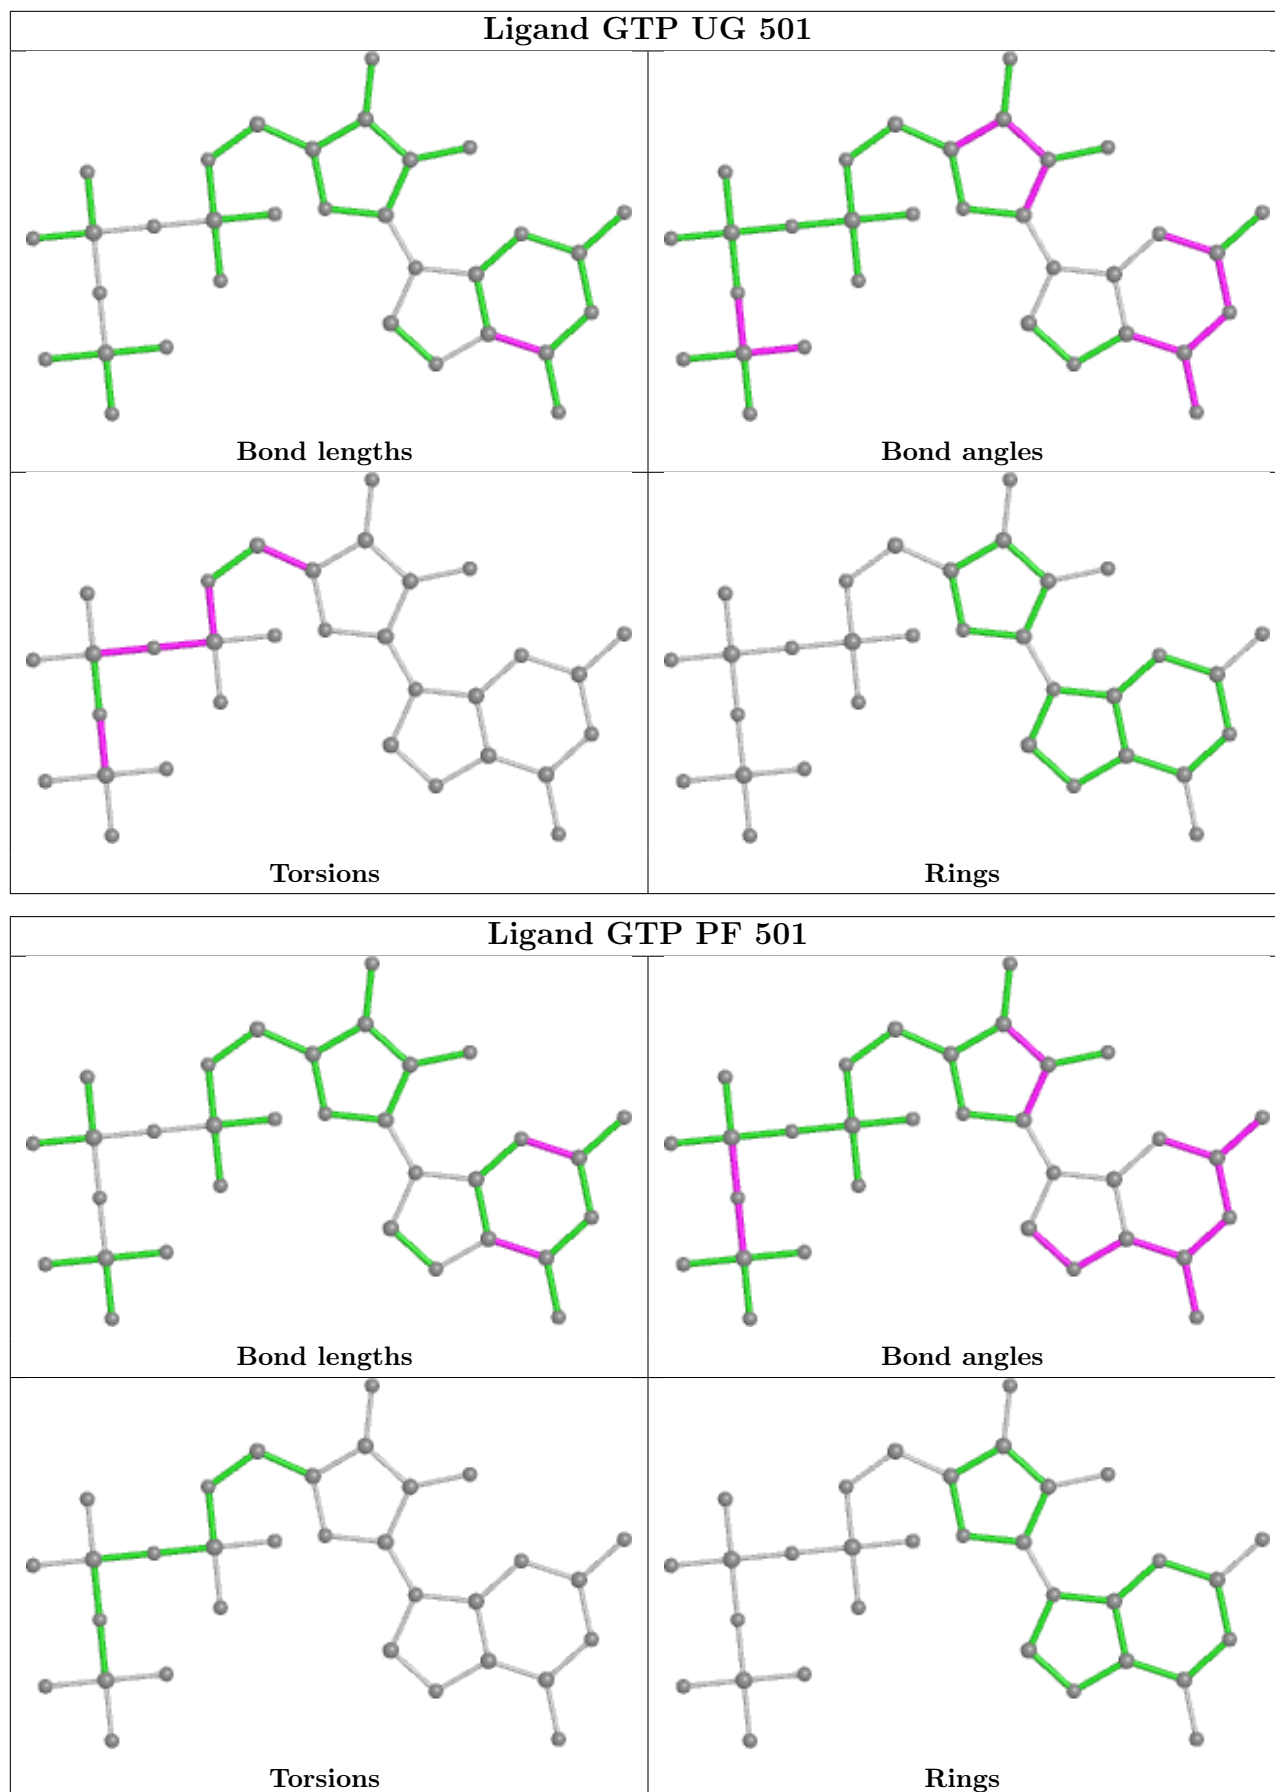 Ligand GTP UG 501
Bond lengths
Bond angles
Torsions
Rings
Ligand GTP PF 501
Bond lengths
Bond angles
Torsions
Rings